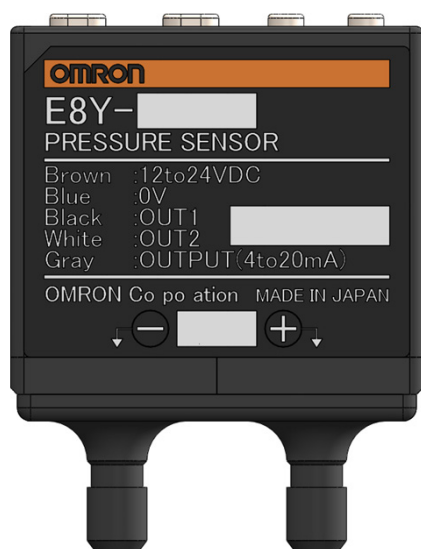 OMRON
E8Y-
PRESSURE SENSOR
Brown :12to24VDC
Blue :0V
Black :OUT1
White :OUT2
Gray :OUTPUT(4to20mA)
OMRON Co po ation MADE IN JAPAN
− +